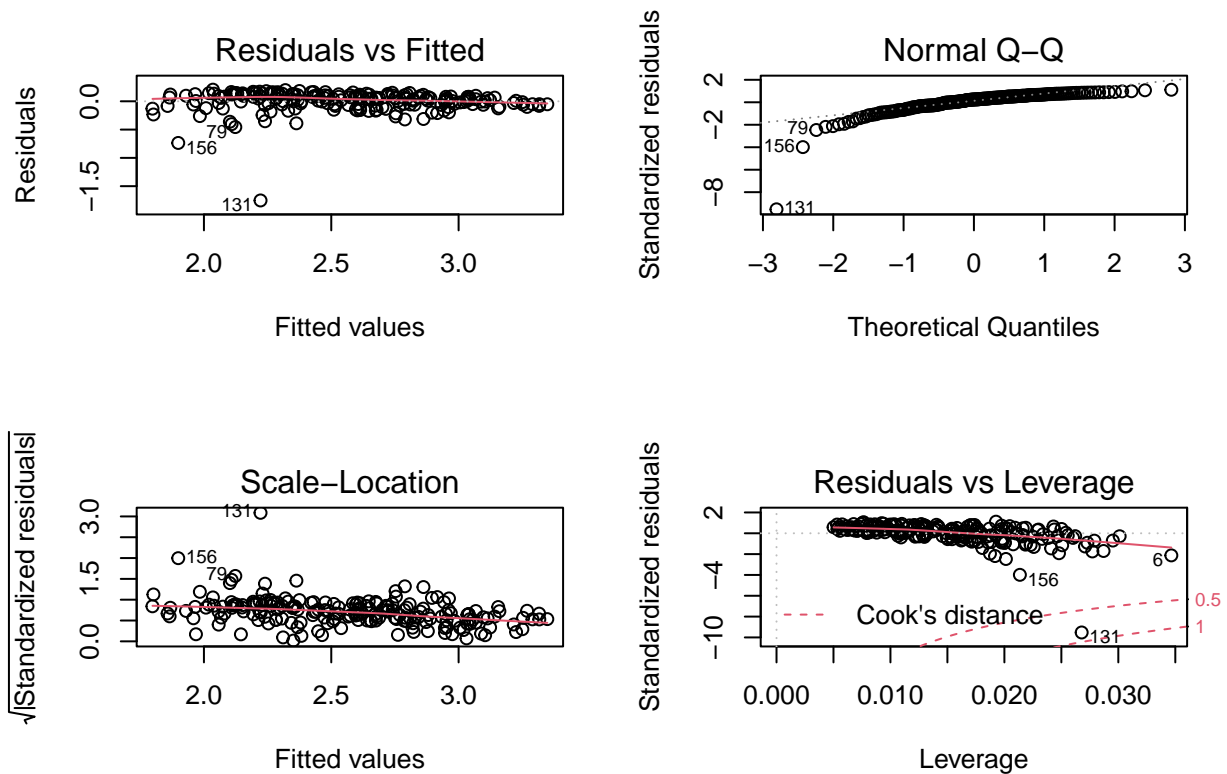 Residuals vs Fitted
Residuals
0.0
−1.5
79
156
131
2.0 2.5 3.0
Fitted values
Normal Q−Q
Standardized residuals
2
−2
−8
79
156
131
−3 −2 −1 0 1 2 3
Theoretical Quantiles
Scale−Location
√|Standardized residuals|
3.0
1.5
0.0
131
156
79
2.0 2.5 3.0
Fitted values
Residuals vs Leverage
Standardized residuals
2
−4
−10
6
156
131
Cook's distance
0.5
1
0.000 0.010 0.020 0.030
Leverage